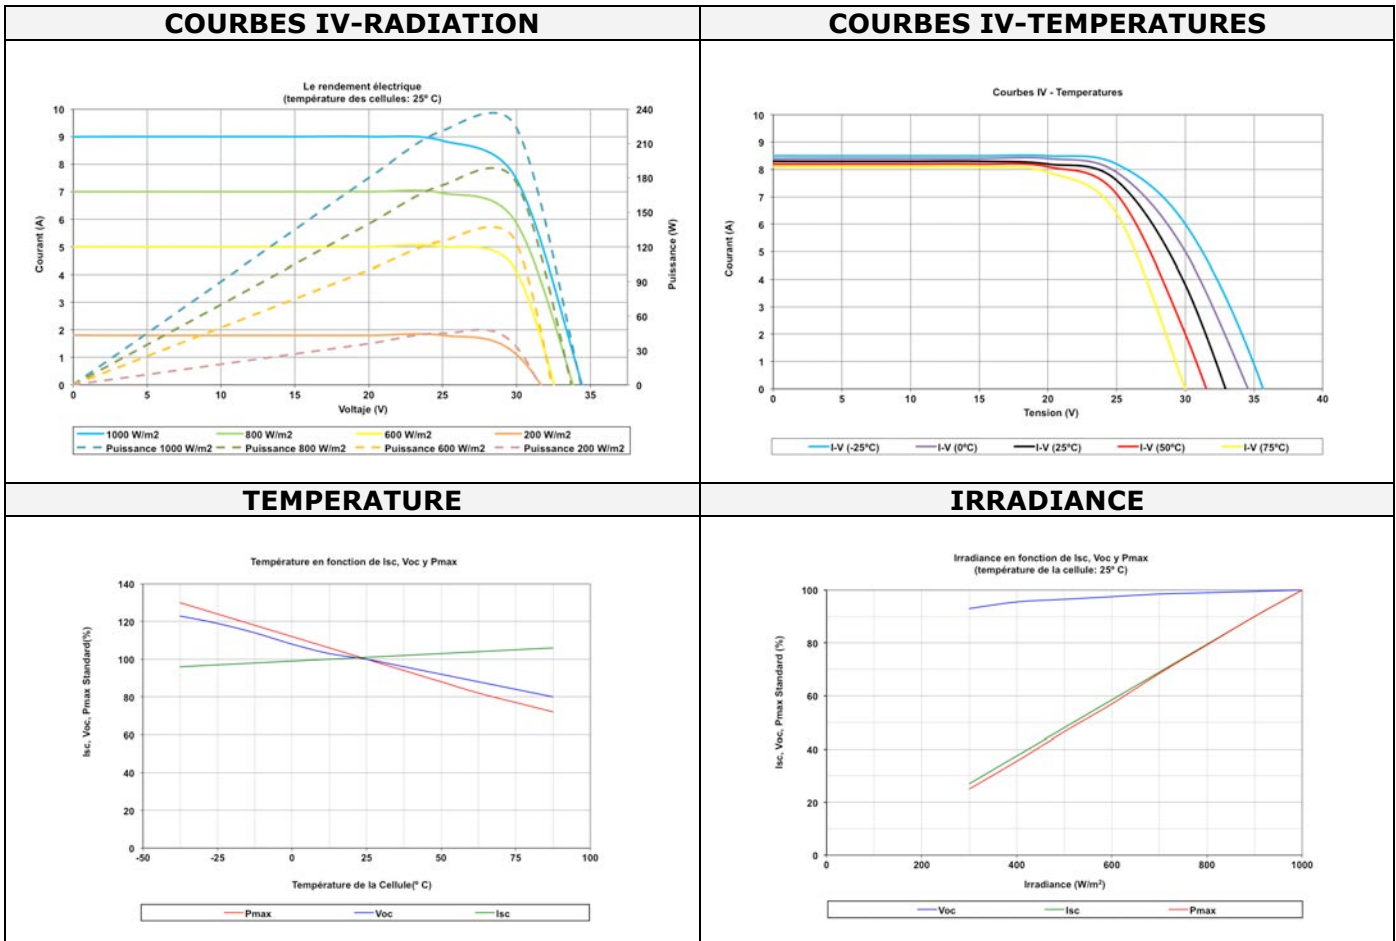 COURBES IV-RADIATION
COURBES IV-TEMPERATURES
Le rendement électrique
(température des cellules: 25º C)
10
9
8
7
6
5
4
3
2
1
0
Courant (A)
240
210
180
150
120
90
60
30
0
Puissance (W)
0 5 10 15 20 25 30 35
Voltaje (V)
1000 W/m2 800 W/m2 600 W/m2 200 W/m2
Puissance 1000 W/m2 Puissance 800 W/m2 Puissance 600 W/m2 Puissance 200 W/m2
Courbes IV - Temperatures
10
9
8
7
6
5
4
3
2
1
0
Courant (A)
0 5 10 15 20 25 30 35 40
Tension (V)
I-V (-25ºC) I-V (0ºC) I-V (25ºC) I-V (50ºC) I-V (75ºC)
TEMPERATURE
IRRADIANCE
Température en fonction de Isc, Voc y Pmax
140
120
100
80
60
40
20
0
Isc, Voc, Pmax Standard(%)
-50 -25 0 25 50 75 100
Température de la Cellule(º C)
Pmax Voc Isc
Irradiance en fonction de Isc, Voc y Pmax
(température de la cellule: 25º C)
100
80
60
40
20
0
Isc, Voc, Pmax Standard (%)
0 200 400 600 800 1000
Irradiance (W/m²)
Voc Isc Pmax